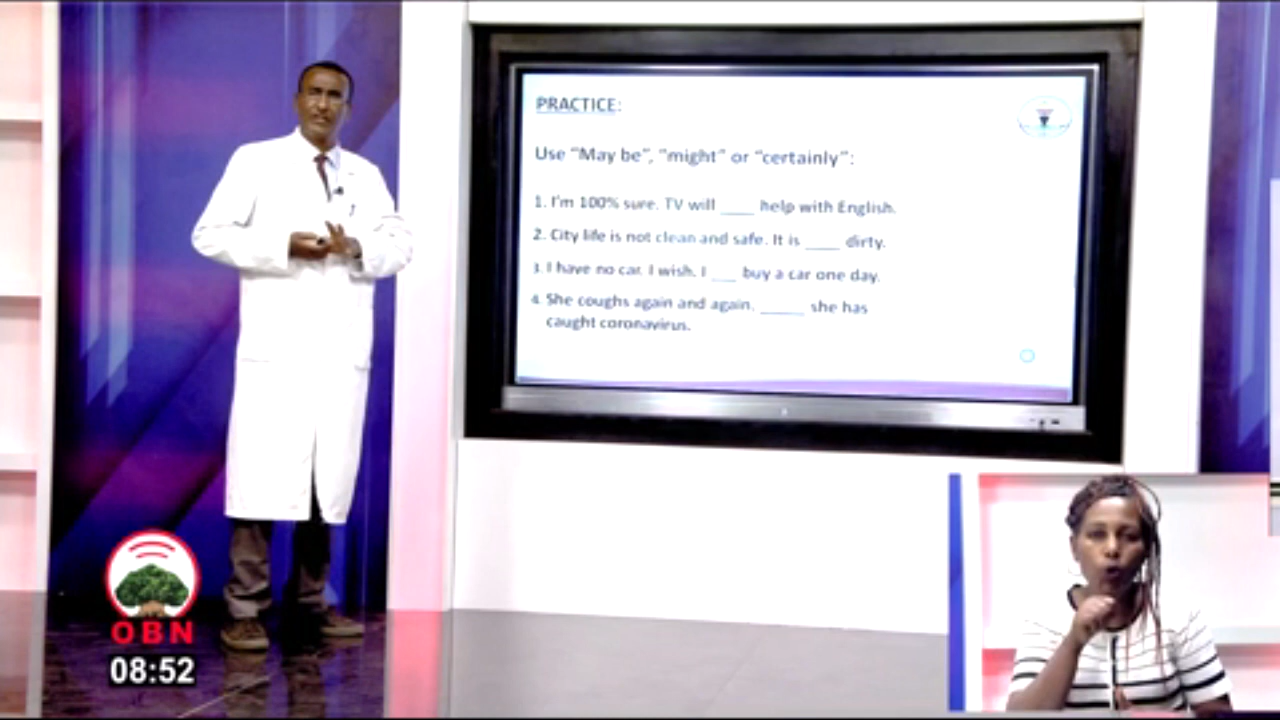 PRACTICE:
Use "May be", "might" or "certainly":
1. I'm 100% sure. TV will ____ help with English.
2. City life is not clean and safe. It is ____ dirty.
3. I have no car. I wish. I ___ buy a car one day.
4. She coughs again and again. _____ she has
caught coronavirus.
OBN
08:52